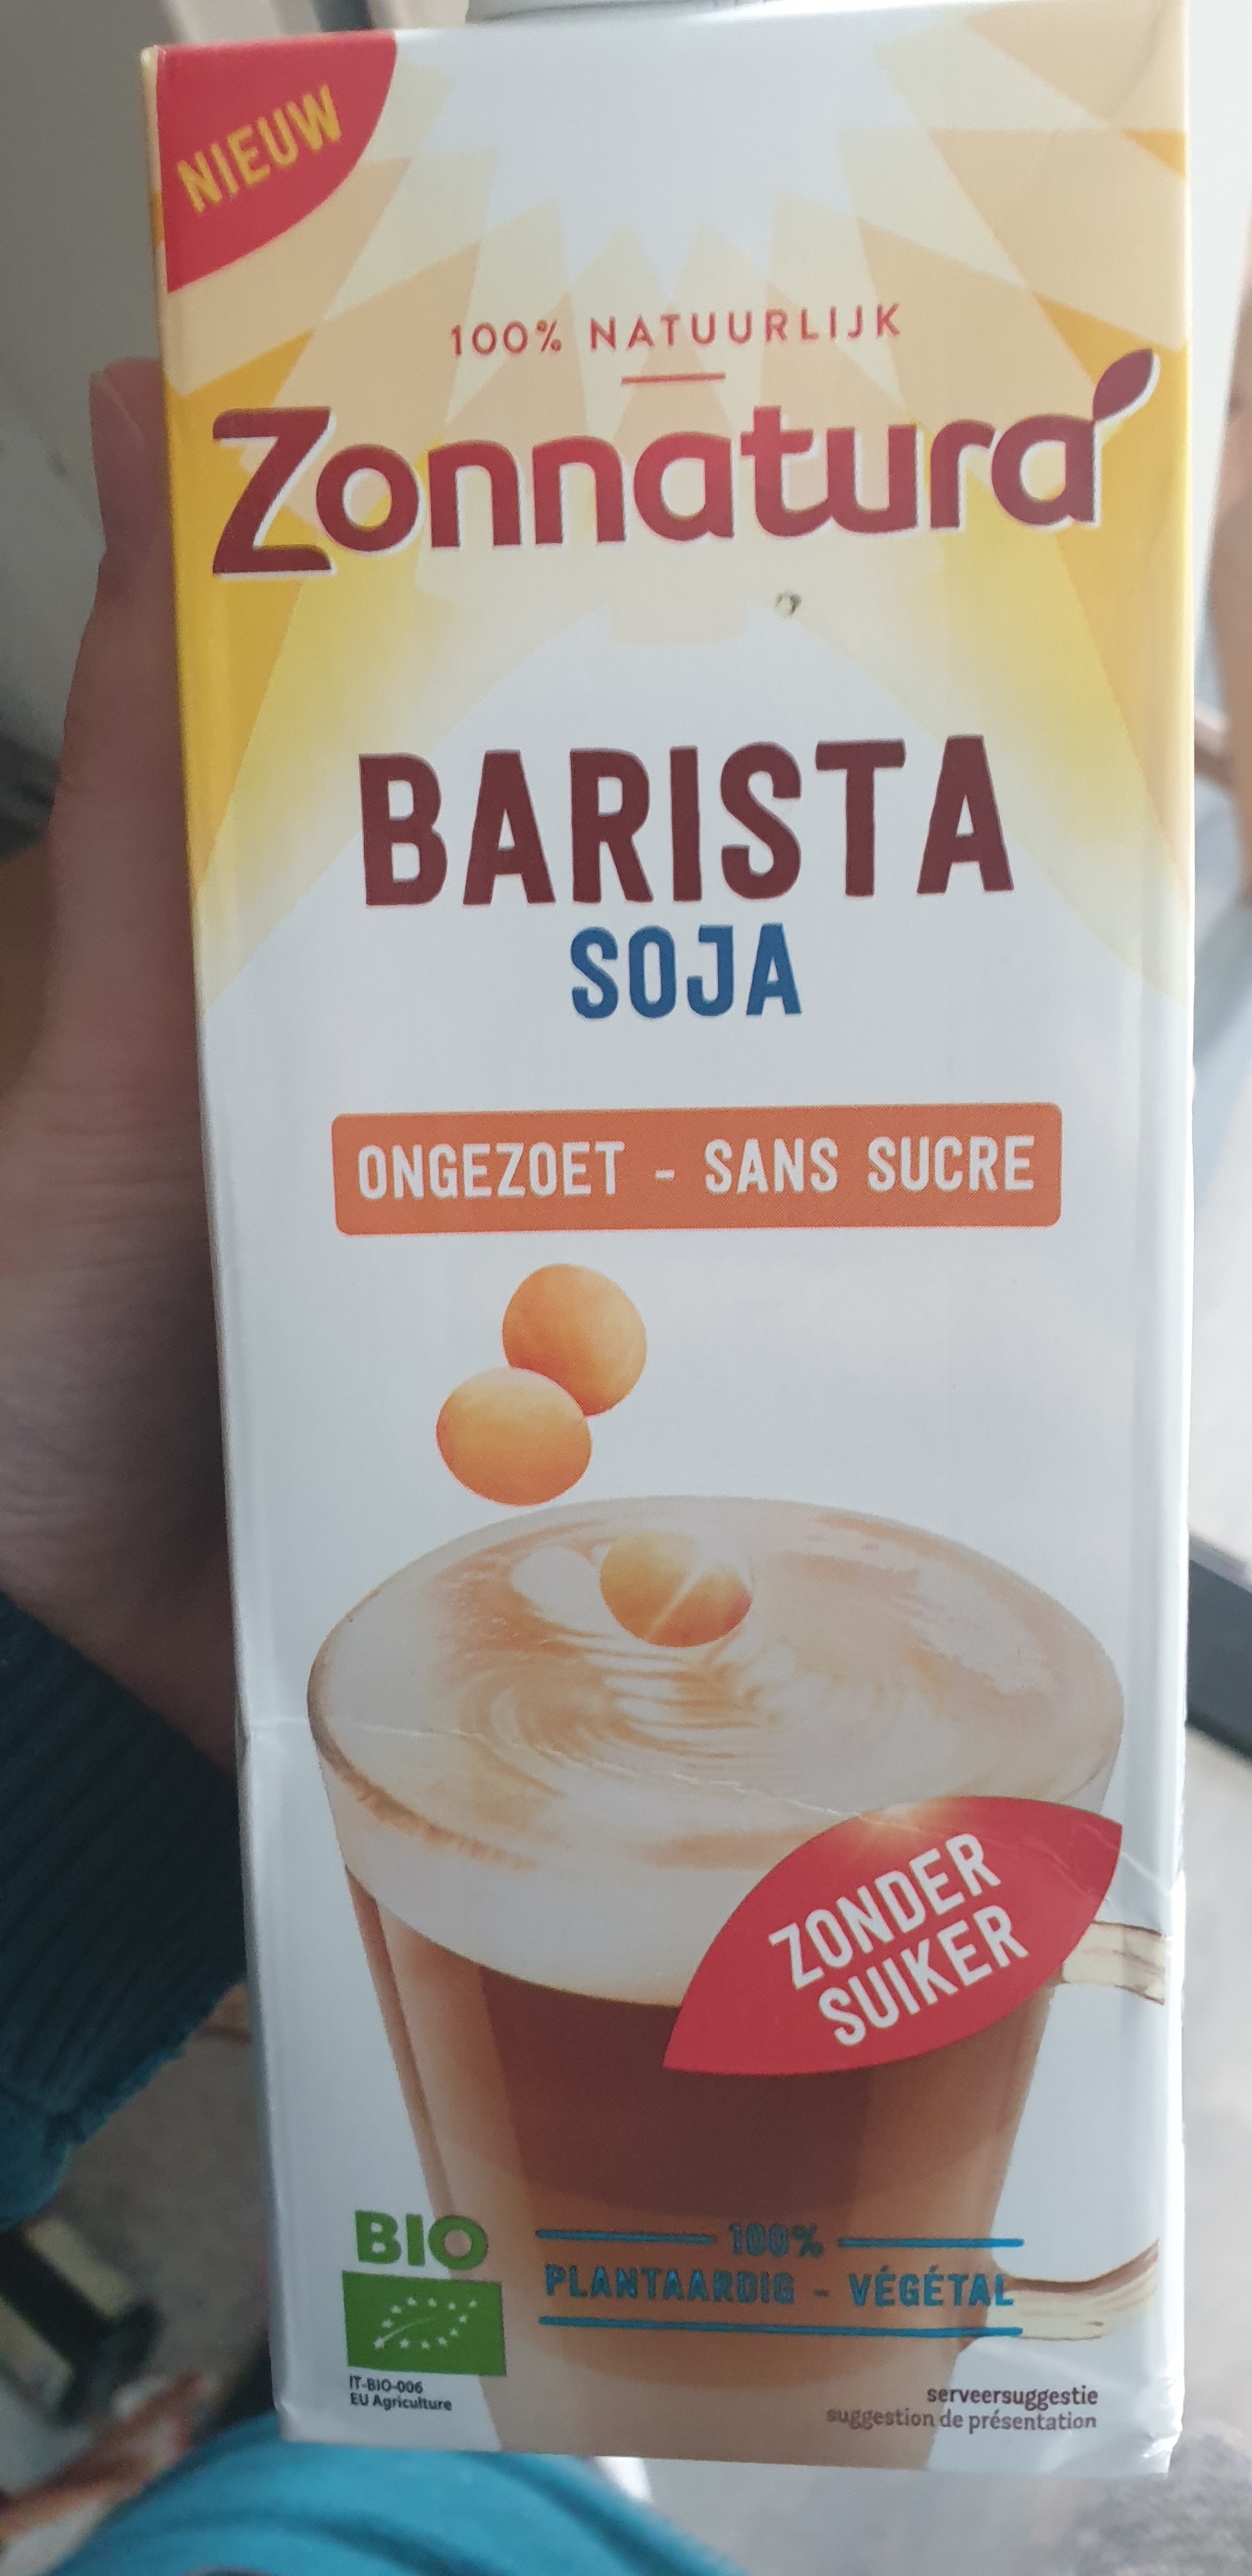 NIEUW
100% NATUURLIJK
Zonnatura
BARISTA
SOJA
ONGEZOET - SANS SUCRE
ZONDER
SUIKER
BIO
100%
PLANTAARDIG - VÉGÉTAL
IT-BIO-006
EU Agriculture
serveersuggestie
suggestion de présentation